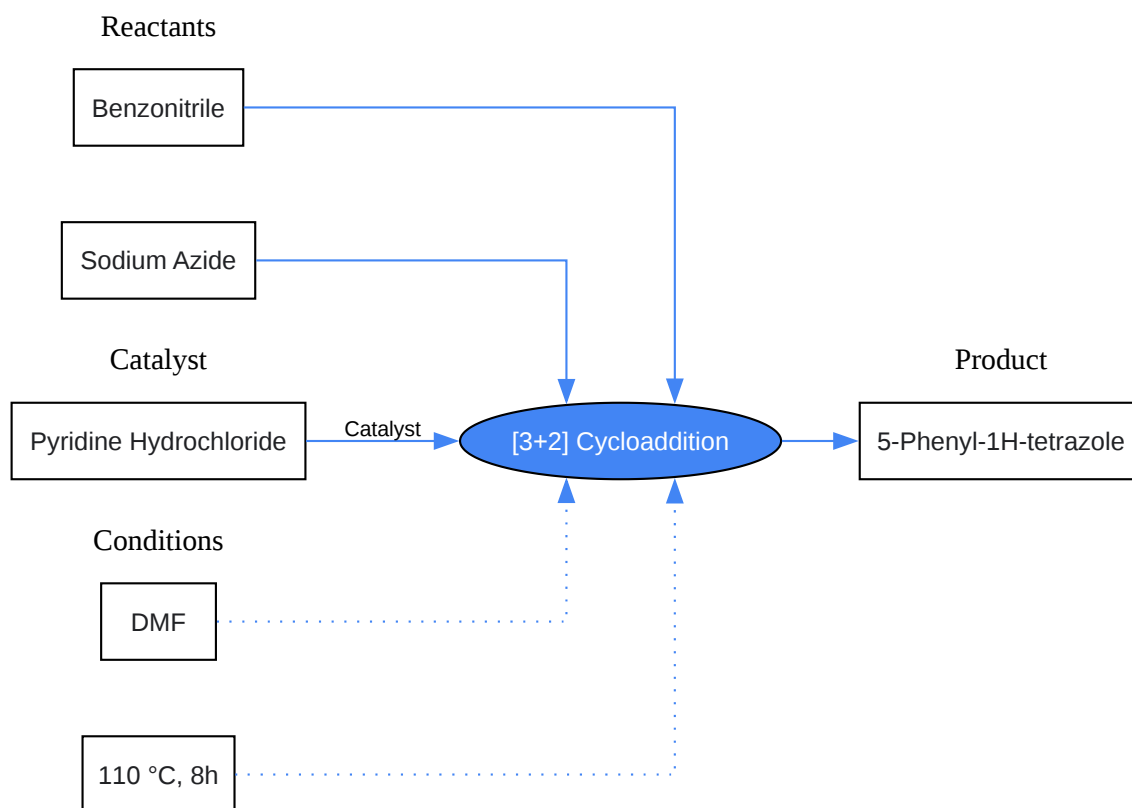 Reactants
Benzonitrile
Sodium Azide
Catalyst
Pyridine Hydrochloride
Catalyst
[3+2] Cycloaddition
Product
5-Phenyl-1H-tetrazole
Conditions
DMF
110 °C, 8h